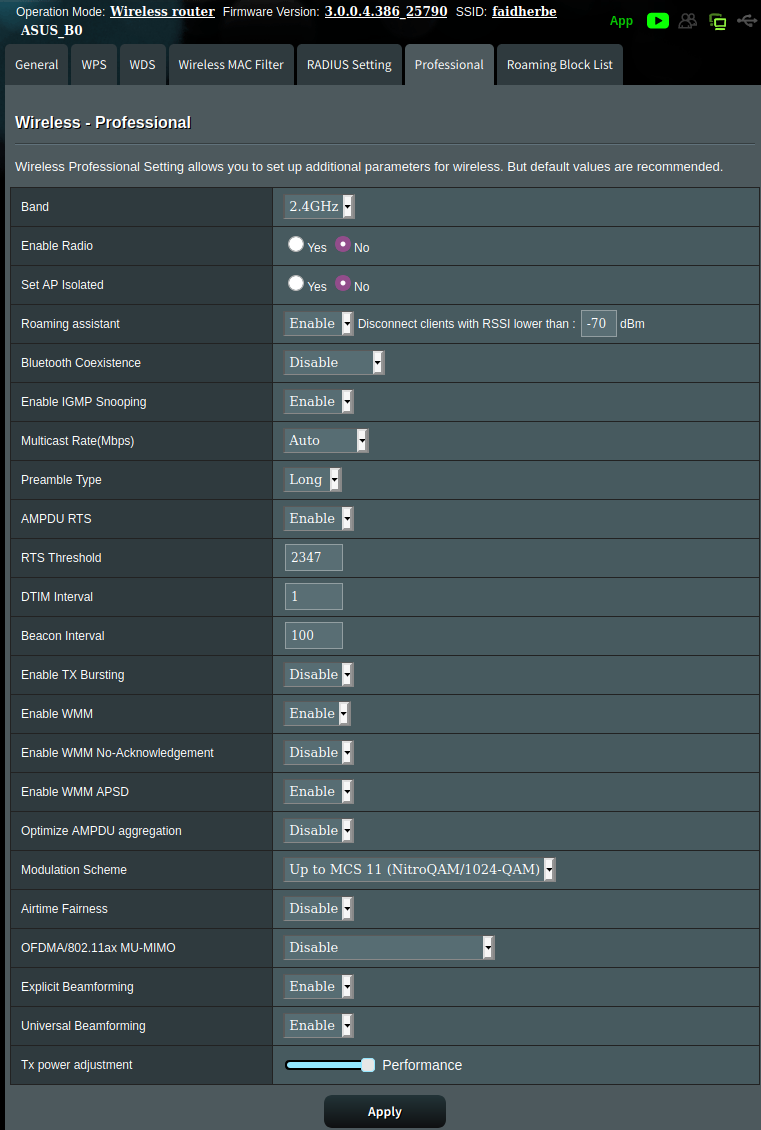 Operation Mode: Wireless router Firmware Version: 3.0.0.4.386_25790 SSID: faidherbe
ASUS_B0
App
General WPS WDS Wireless MAC Filter RADIUS Setting Professional Roaming Block List
Wireless - Professional
Wireless Professional Setting allows you to set up additional parameters for wireless. But default values are recommended.
Band 2.4GHz
Enable Radio Yes No
Set AP Isolated Yes No
Roaming assistant Enable Disconnect clients with RSSI lower than : -70 dBm
Bluetooth Coexistence Disable
Enable IGMP Snooping Enable
Multicast Rate(Mbps) Auto
Preamble Type Long
AMPDU RTS Enable
RTS Threshold 2347
DTIM Interval 1
Beacon Interval 100
Enable TX Bursting Disable
Enable WMM Enable
Enable WMM No-Acknowledgement Disable
Enable WMM APSD Enable
Optimize AMPDU aggregation Disable
Modulation Scheme Up to MCS 11 (NitroQAM/1024-QAM)
Airtime Fairness Disable
OFDMA/802.11ax MU-MIMO Disable
Explicit Beamforming Enable
Universal Beamforming Enable
Tx power adjustment Performance
Apply